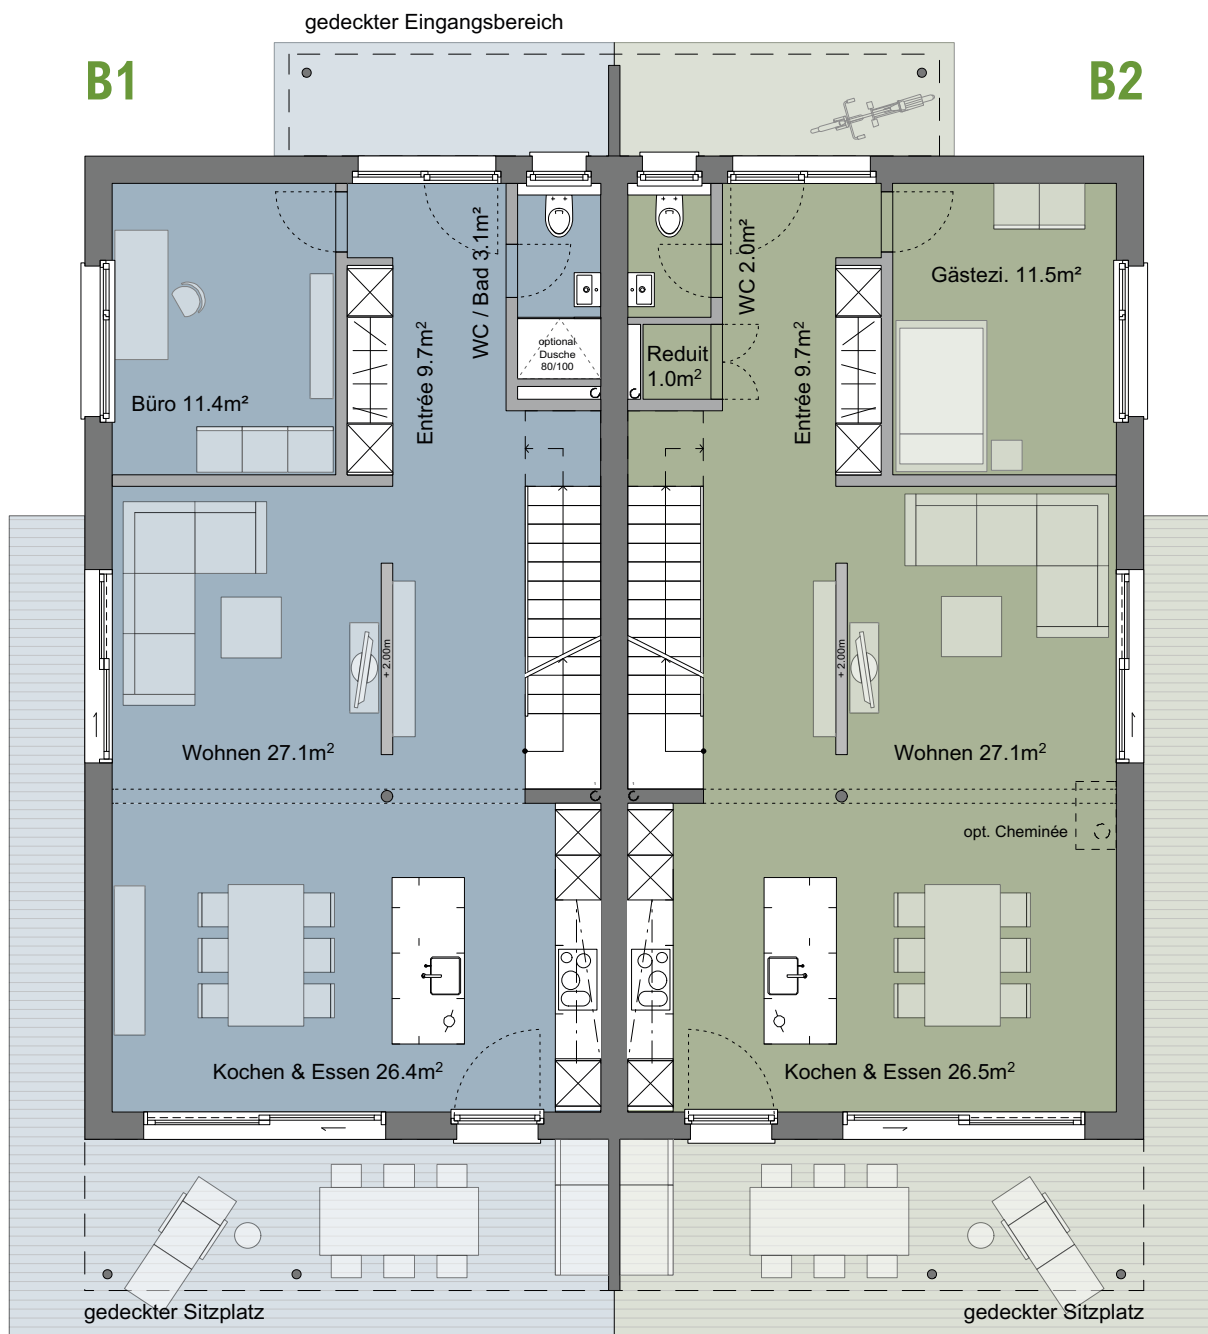 gedeckter Eingangsbereich
B1
B2
WC / Bad 3.1m²
WC 2.0m²
Gästezi. 11.5m²
Entrée 9.7m²
Entrée 9.7m²
optional
Dusche
80/100
Reduit
1.0m²
Büro 11.4m²
+ 2.00m
+ 2.00m
Wohnen 27.1m²
Wohnen 27.1m²
opt. Cheminée
Kochen & Essen 26.4m²
Kochen & Essen 26.5m²
gedeckter Sitzplatz
gedeckter Sitzplatz